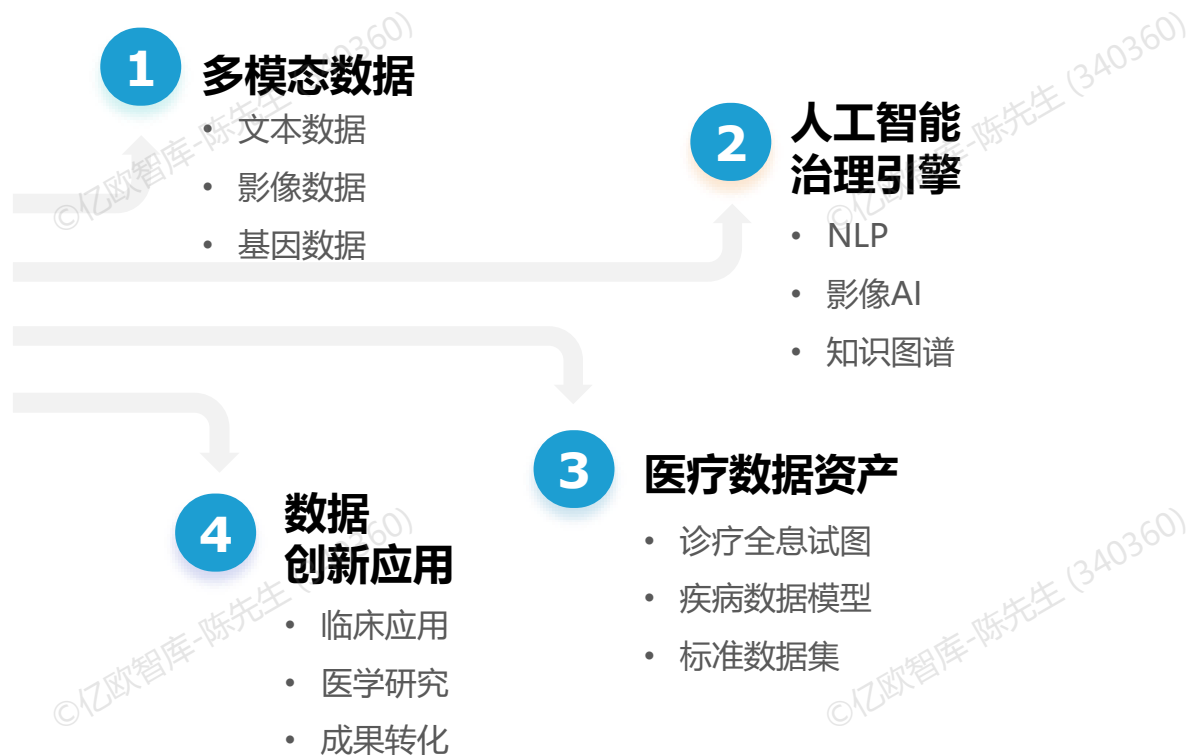 1
多模态数据
• 文本数据
• 影像数据
• 基因数据
2
人工智能
治理引擎
• NLP
• 影像AI
• 知识图谱
3
医疗数据资产
• 诊疗全息试图
• 疾病数据模型
• 标准数据集
4
数据
创新应用
• 临床应用
• 医学研究
• 成果转化
©亿欧智库-陈先生 (340360)
©亿欧智库-陈先生 (340360)
©亿欧智库-陈先生 (340360)
©亿欧智库-陈先生 (340360)